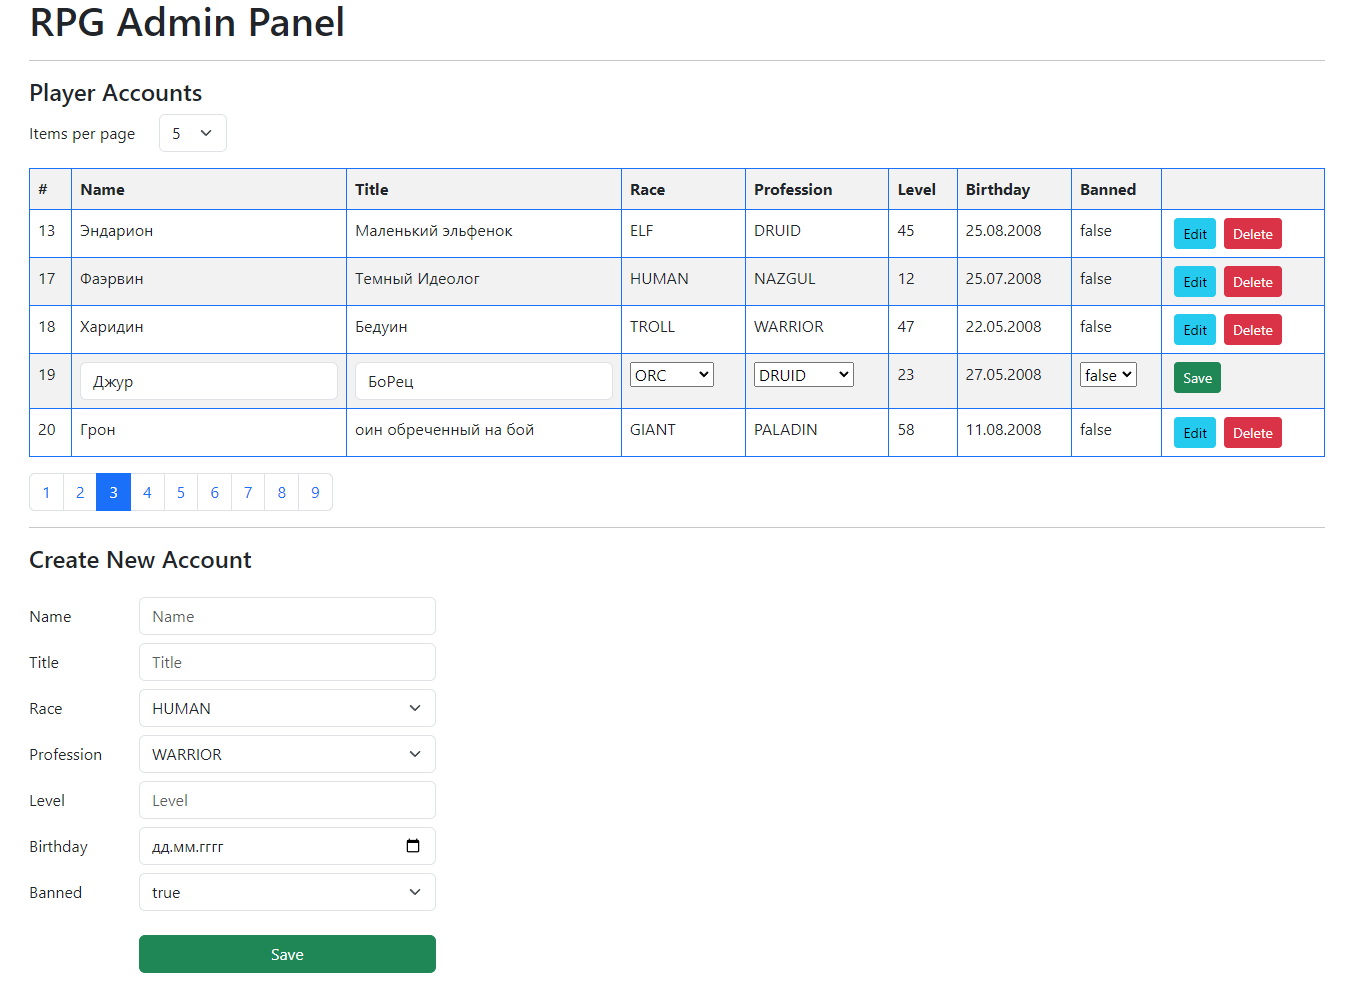 RPG Admin Panel
Player Accounts
Items per page 5
# Name Title Race Profession Level Birthday Banned
13 Эндарион Маленький эльфенок ELF DRUID 45 25.08.2008 false Edit Delete
17 Фаэрвин Темный Идеолог HUMAN NAZGUL 12 25.07.2008 false Edit Delete
18 Харидин Бедуин TROLL WARRIOR 47 22.05.2008 false Edit Delete
19 Джур БоРец ORC DRUID 23 27.05.2008 false Save
20 Грон оин обреченный на бой GIANT PALADIN 58 11.08.2008 false Edit Delete
1 2 3 4 5 6 7 8 9
Create New Account
Name Name
Title Title
Race HUMAN
Profession WARRIOR
Level Level
Birthday дд.мм.гггг
Banned true
Save